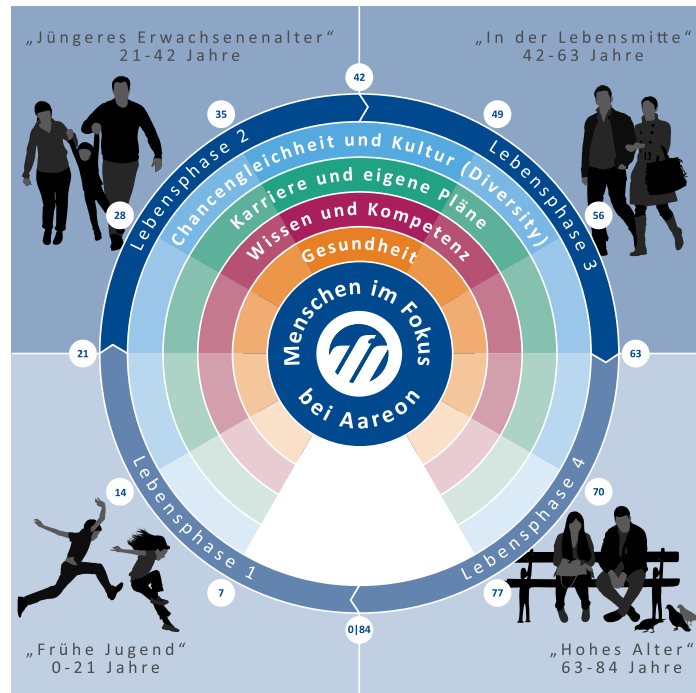 „Jüngeres Erwachsenenalter“
21-42 Jahre
„In der Lebensmitte“
42-63 Jahre
42
35
49
28
56
21
63
14
70
7
77
0|84
Lebensphase 2
Lebensphase 3
Lebensphase 1
Lebensphase 4
Chancengleichheit und Kultur (Diversity)
Karriere und eigene Pläne
Wissen und Kompetenz
Gesundheit
Menschen im Fokus
bei Aareon
„Frühe Jugend“
0-21 Jahre
„Hohes Alter“
63-84 Jahre